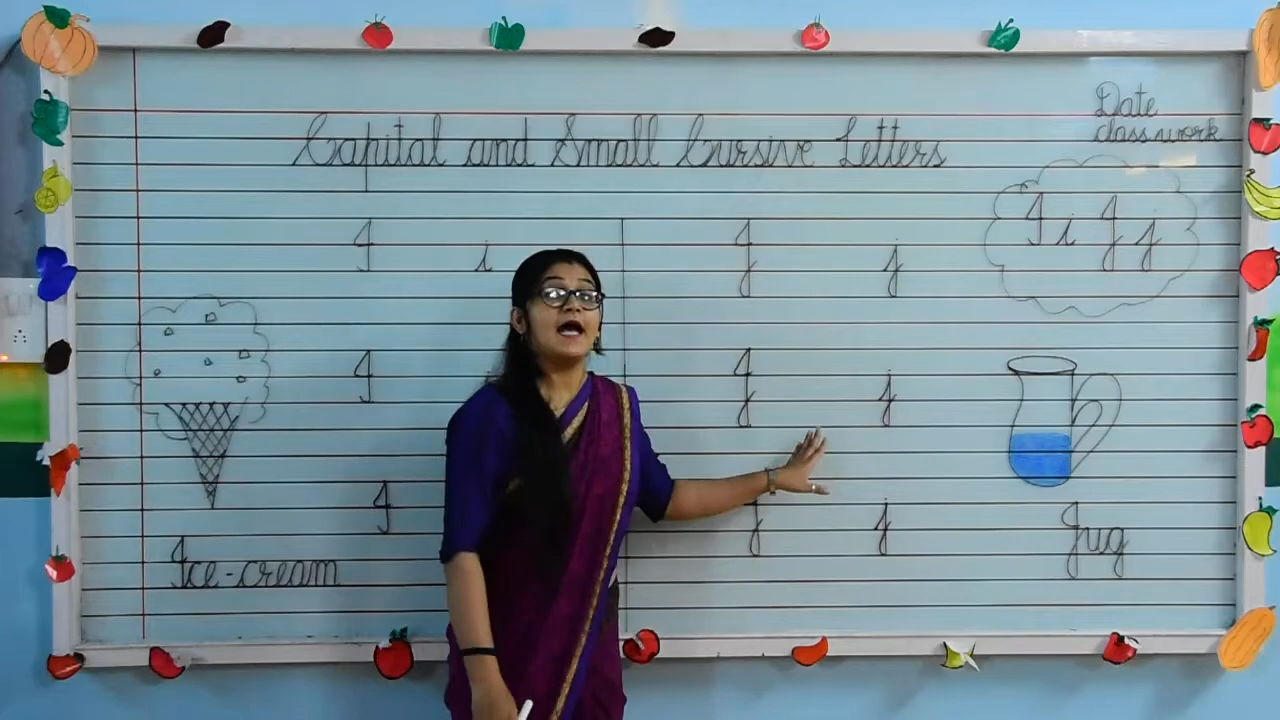 Date
classwork
Capital and Small Cursive Letters
I i J j
I i J j
I J j
I J j
Ice-cream
Jug